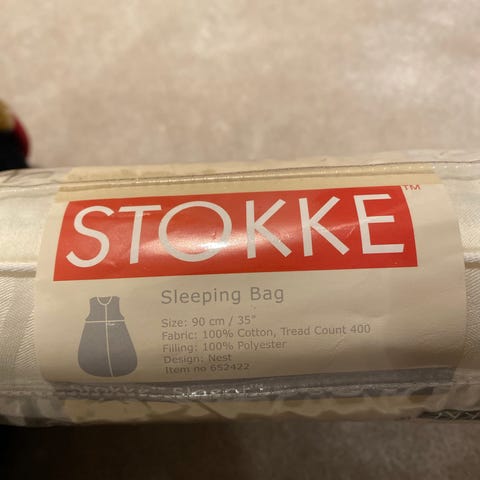 STOKKE™
Sleeping Bag
Size: 90 cm / 35"
Fabric: 100% Cotton, Tread Count 400
Filling: 100% Polyester
Design: Nest
Item no 652422